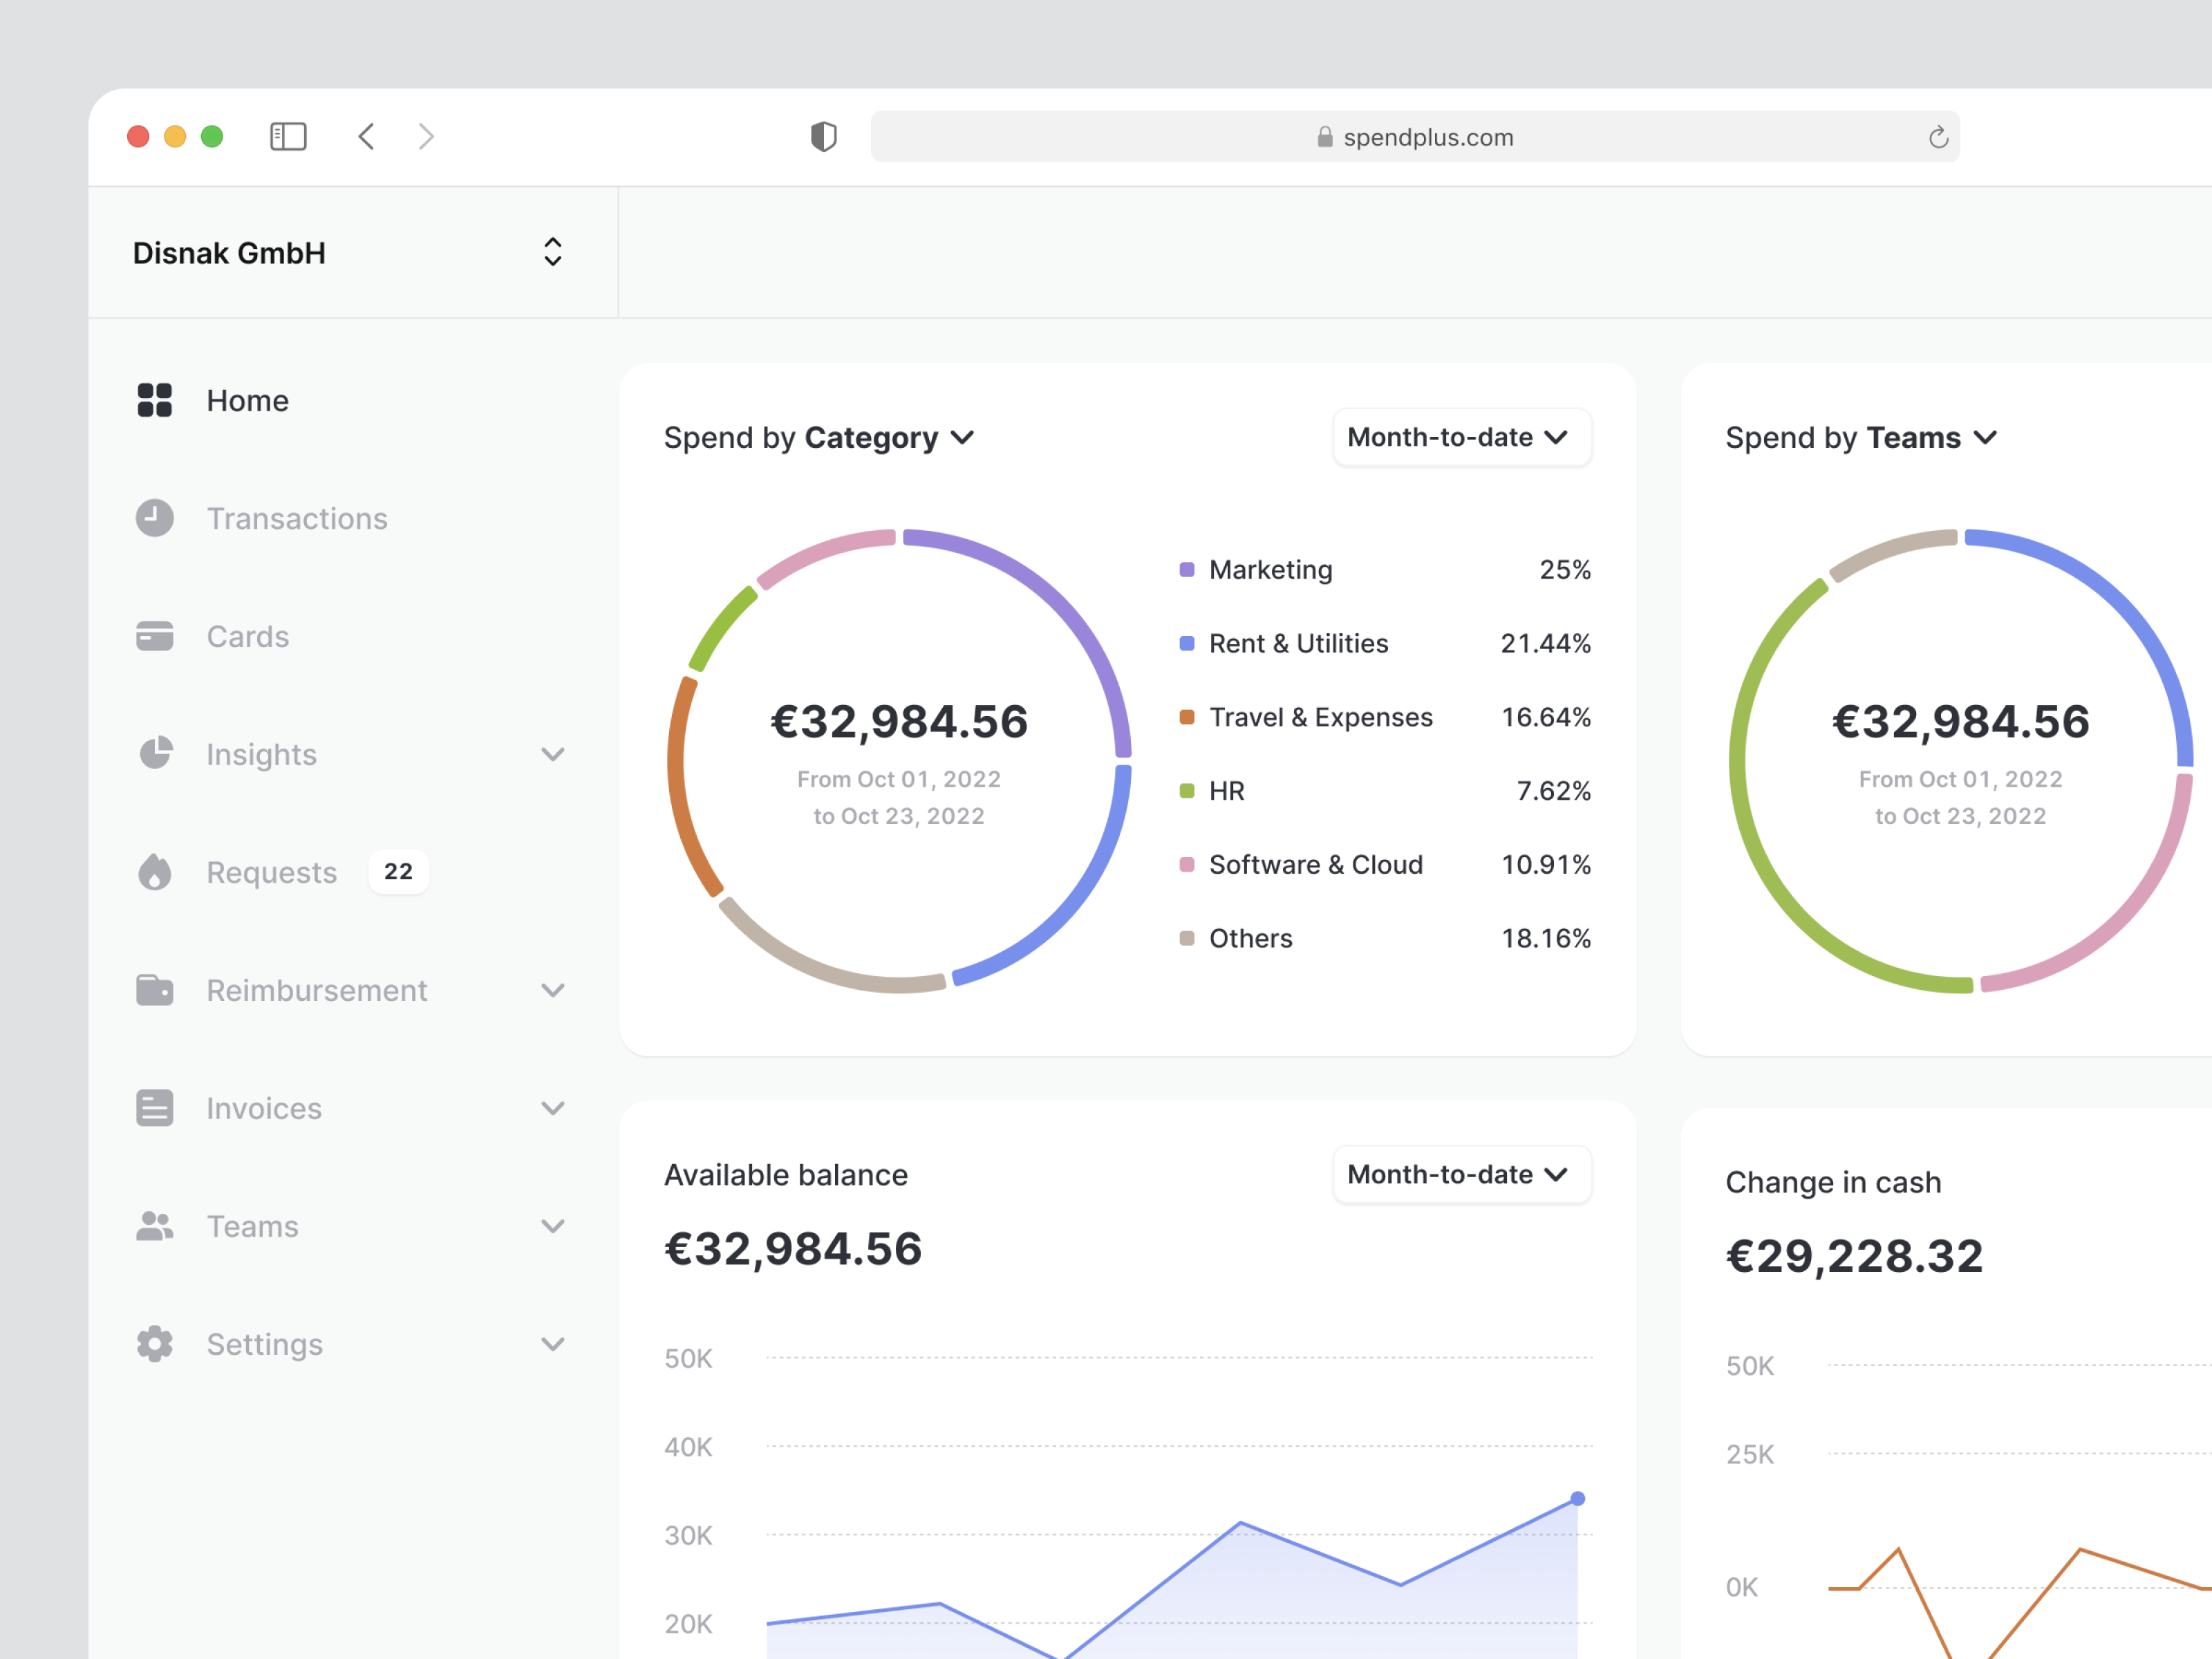 spendplus.com
Disnak GmbH
Home
Transactions
Cards
Insights
Requests 22
Reimbursement
Invoices
Teams
Settings
Spend by Category
Month-to-date
€32,984.56
From Oct 01, 2022
to Oct 23, 2022
Marketing 25%
Rent & Utilities 21.44%
Travel & Expenses 16.64%
HR 7.62%
Software & Cloud 10.91%
Others 18.16%
Spend by Teams
€32,984.56
From Oct 01, 2022
to Oct 23, 2022
Available balance
Month-to-date
€32,984.56
50K
40K
30K
20K
Change in cash
€29,228.32
50K
25K
0K